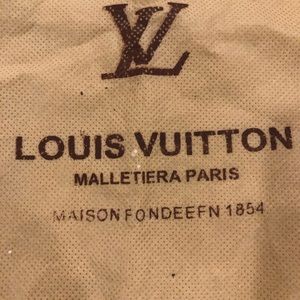 LV
LOUIS VUITTON
MALLETIERA PARIS
MAISON FONDEEFN 1854